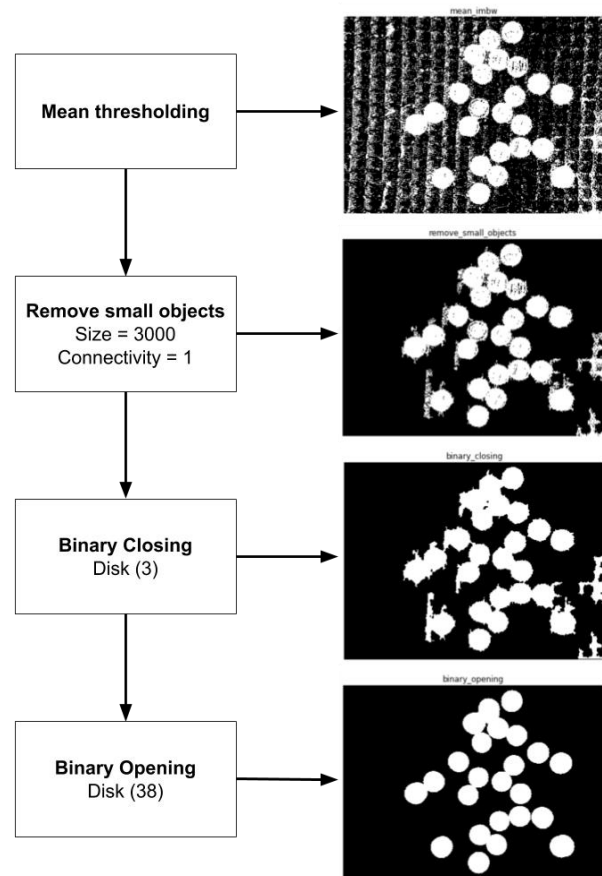 mean_imbw
Mean thresholding
remove_small_objects
Remove small objects
Size = 3000
Connectivity = 1
binary_closing
Binary Closing
Disk (3)
binary_opening
Binary Opening
Disk (38)